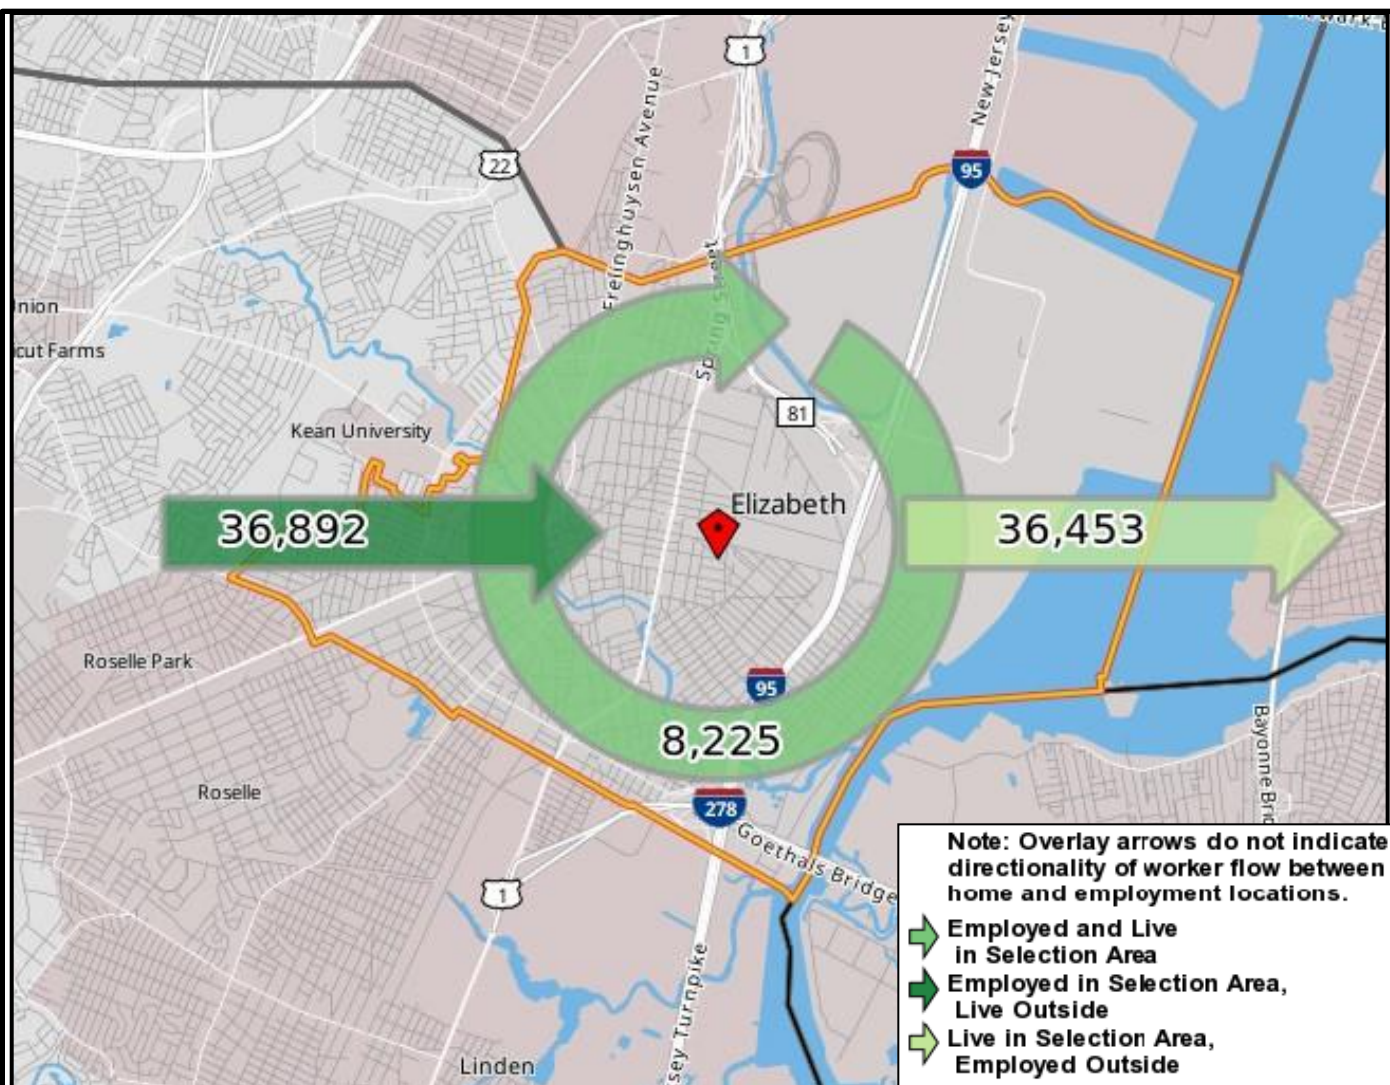 1
New Jersey
22
Frelinghuysen Avenue
95
Spring Street
icut Farms
81
Kean University
Elizabeth
36,892
36,453
Roselle Park
95
8,225
Roselle
278
Goethals Bridge
Bayonne Brid
1
sey Turnpike
Linden
Note: Overlay arrows do not indicate
directionality of worker flow between
home and employment locations.
Employed and Live
in Selection Area
Employed in Selection Area,
Live Outside
Live in Selection Area,
Employed Outside